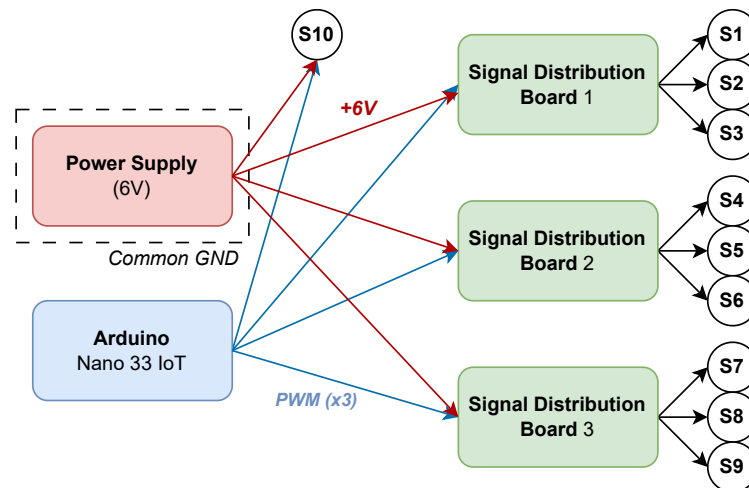 S10
Signal Distribution
Board 1
S1
S2
S3
+6V
Power Supply
(6V)
Common GND
Signal Distribution
Board 2
S4
S5
S6
Arduino
Nano 33 IoT
PWM (x3)
Signal Distribution
Board 3
S7
S8
S9